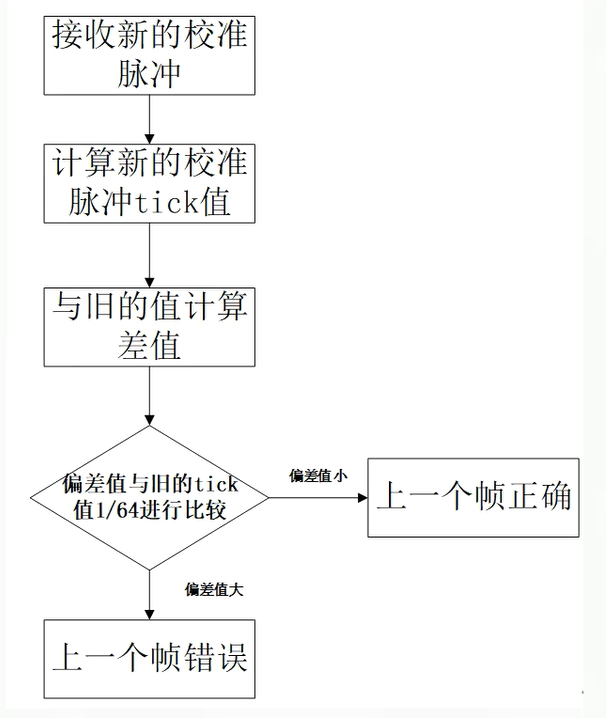 接收新的校准
脉冲
计算新的校准
脉冲tick值
与旧的值计算
差值
偏差值与旧的tick
值1/64进行比较
偏差值小
上一个帧正确
偏差值大
上一个帧错误